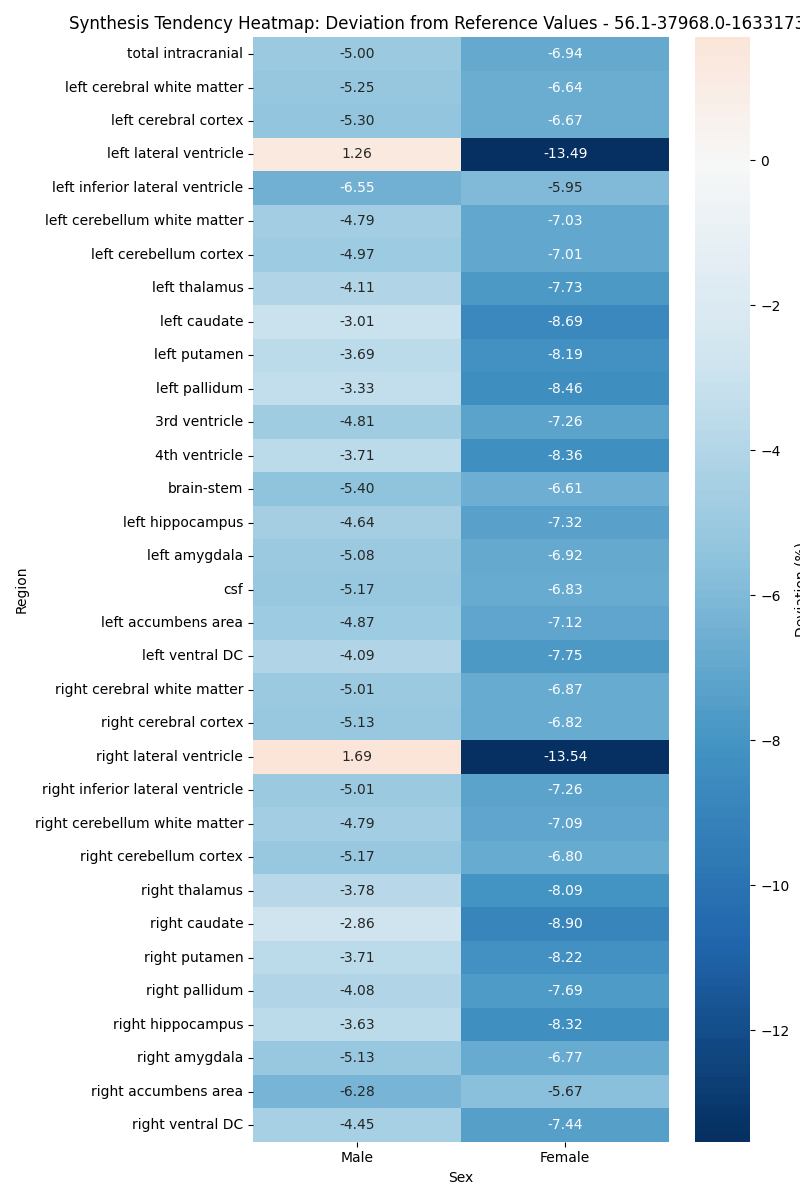 Synthesis Tendency Heatmap: Deviation from Reference Values - 56.1-37968.0-1633173
total intracranial -5.00 -6.94
left cerebral white matter -5.25 -6.64
left cerebral cortex -5.30 -6.67
left lateral ventricle 1.26 -13.49
left inferior lateral ventricle -6.55 -5.95
left cerebellum white matter -4.79 -7.03
left cerebellum cortex -4.97 -7.01
left thalamus -4.11 -7.73
left caudate -3.01 -8.69
left putamen -3.69 -8.19
left pallidum -3.33 -8.46
3rd ventricle -4.81 -7.26
4th ventricle -3.71 -8.36
brain-stem -5.40 -6.61
left hippocampus -4.64 -7.32
left amygdala -5.08 -6.92
csf -5.17 -6.83
left accumbens area -4.87 -7.12
left ventral DC -4.09 -7.75
right cerebral white matter -5.01 -6.87
right cerebral cortex -5.13 -6.82
right lateral ventricle 1.69 -13.54
right inferior lateral ventricle -5.01 -7.26
right cerebellum white matter -4.79 -7.09
right cerebellum cortex -5.17 -6.80
right thalamus -3.78 -8.09
right caudate -2.86 -8.90
right putamen -3.71 -8.22
right pallidum -4.08 -7.69
right hippocampus -3.63 -8.32
right amygdala -5.13 -6.77
right accumbens area -6.28 -5.67
right ventral DC -4.45 -7.44
Male Female
Sex
Region
0
−2
−4
−6
−8
−10
−12
Deviation (%)